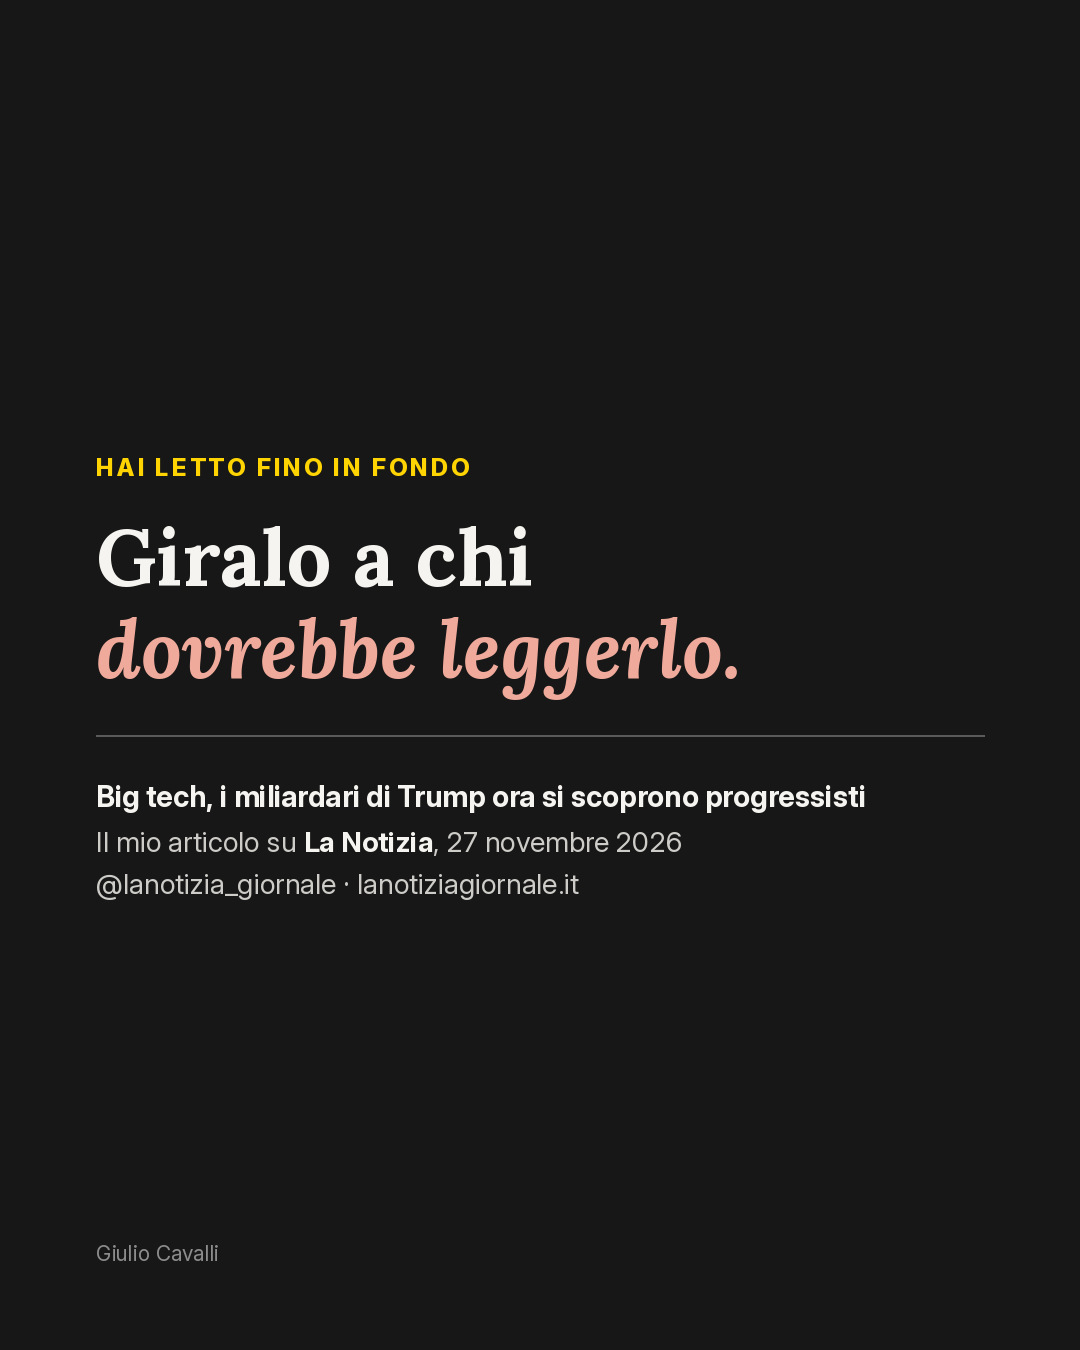 HAI LETTO FINO IN FONDO
Giralo a chi
dovrebbe leggerlo.
Big tech, i miliardari di Trump ora si scoprono progressisti
Il mio articolo su La Notizia, 27 novembre 2026
@lanotizia_giornale · lanotiziagiornale.it
Giulio Cavalli